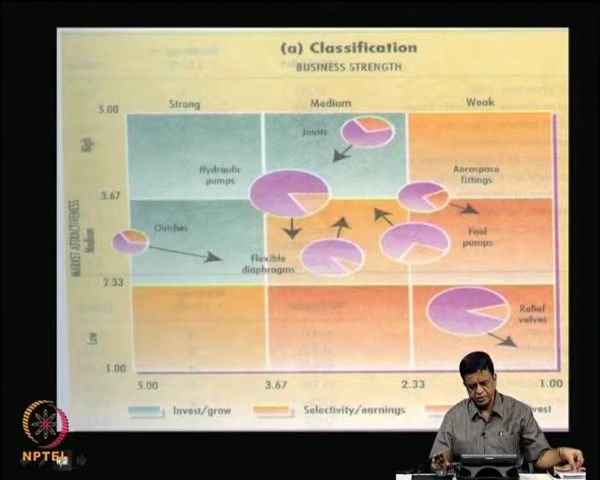 (a) Classification
BUSINESS STRENGTH
Strong Medium Weak
5.00
High
Joints
Hydraulic
pumps
Aerospace
fittings
3.67
MARKET ATTRACTIVENESS
Medium
Clutches
Flexible
diaphragms
Fuel
pumps
2.33
Relief
valves
Low
1.00
5.00 3.67 2.33 1.00
Invest/grow Selectivity/earnings
NPTEL